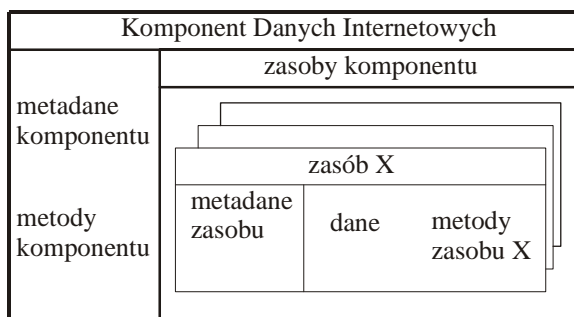 Komponent Danych Internetowych
zasoby komponentu
metadane
komponentu
metody
komponentu
zasób X
metadane
zasobu
dane
metody
zasobu X